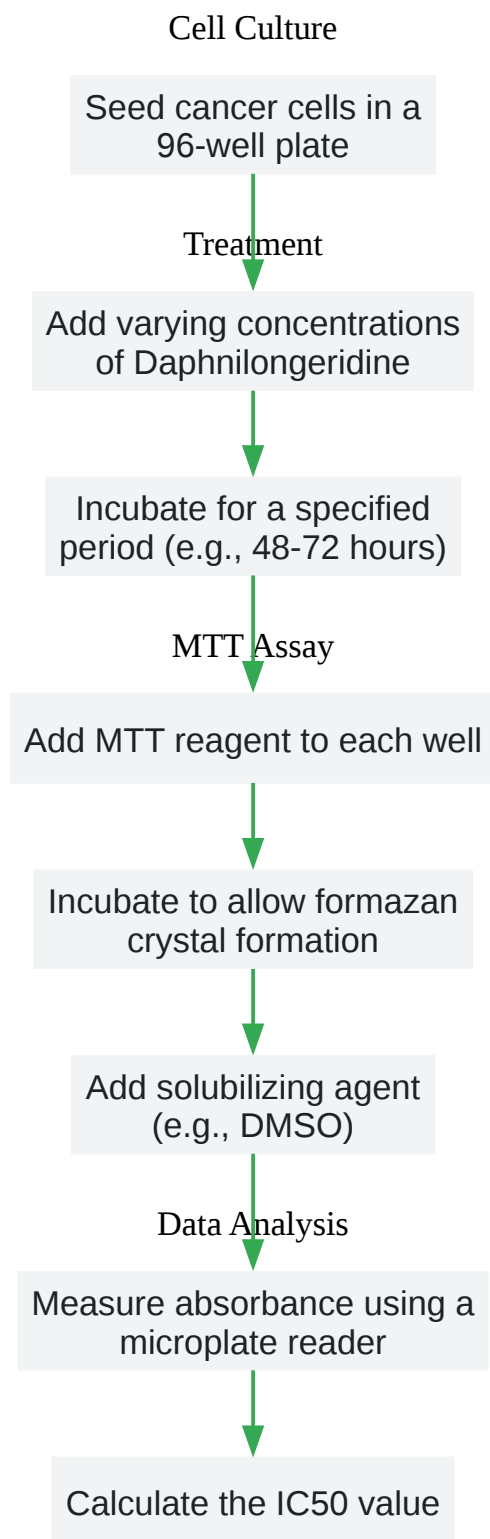 Cell Culture
Seed cancer cells in a
96-well plate
Treatment
Add varying concentrations
of Daphnilongeridine
Incubate for a specified
period (e.g., 48-72 hours)
MTT Assay
Add MTT reagent to each well
Incubate to allow formazan
crystal formation
Add solubilizing agent
(e.g., DMSO)
Data Analysis
Measure absorbance using a
microplate reader
Calculate the IC50 value